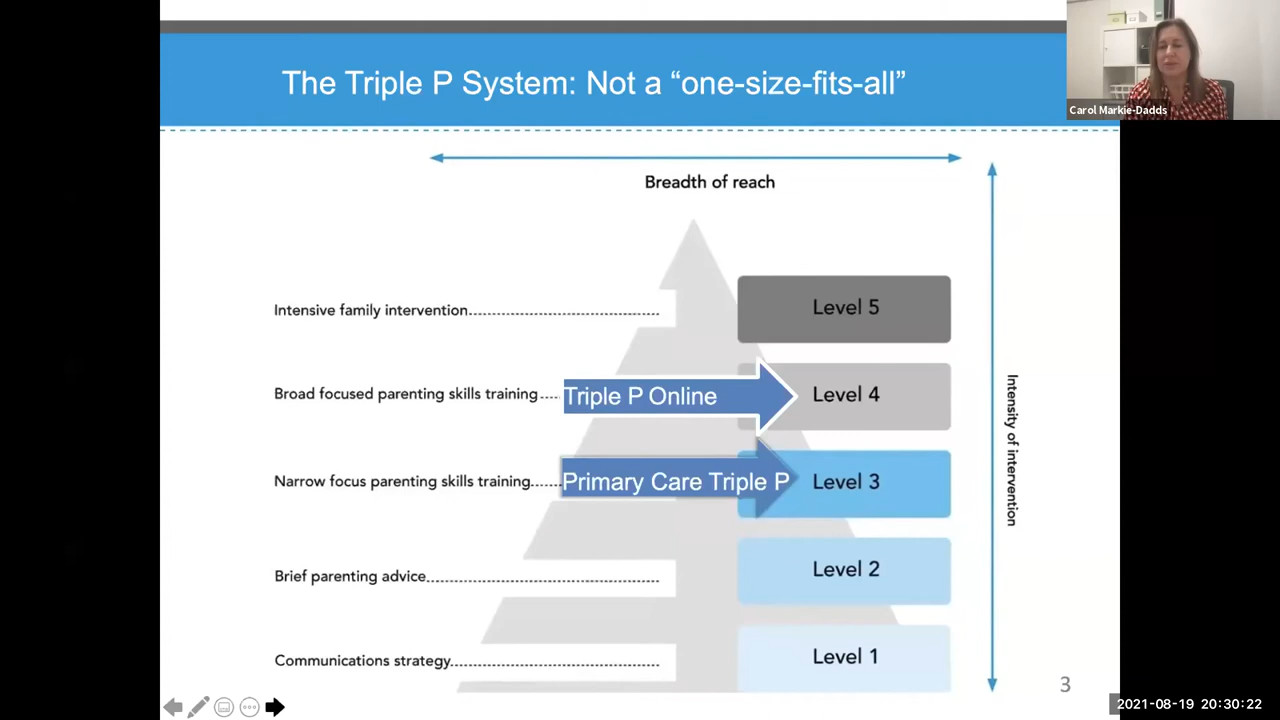 The Triple P System: Not a “one-size-fits-all”
Carol Markie-Dadds
Breadth of reach
Intensive family intervention
Level 5
Broad focused parenting skills training
Triple P Online
Level 4
Narrow focus parenting skills training
Primary Care Triple P
Level 3
Brief parenting advice
Level 2
Communications strategy
Level 1
Intensity of intervention
3
2021-08-19 20:30:22